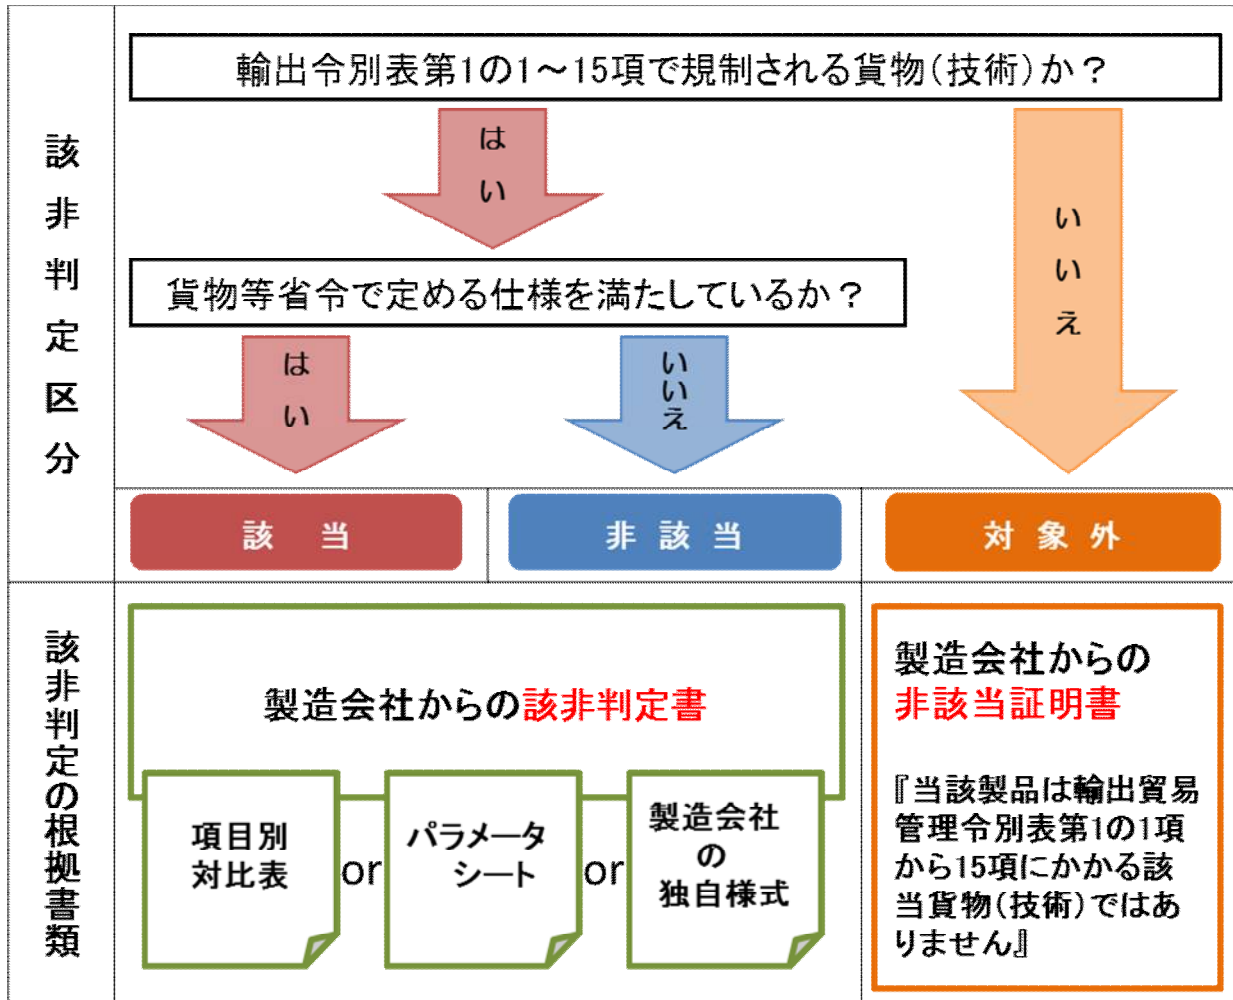 該非判定区分
輸出令別表第1の1～15項で規制される貨物(技術)か？
はい
いいえ
貨物等省令で定める仕様を満たしているか？
はい
いいえ
該当
非該当
対象外
該非判定の根拠書類
製造会社からの該非判定書
項目別
対比表
or
パラメータ
シート
or
製造会社
の
独自様式
製造会社からの
非該当証明書
『当該製品は輸出貿易
管理令別表第1の1項
から15項にかかる該
当貨物(技術)ではあ
りません』